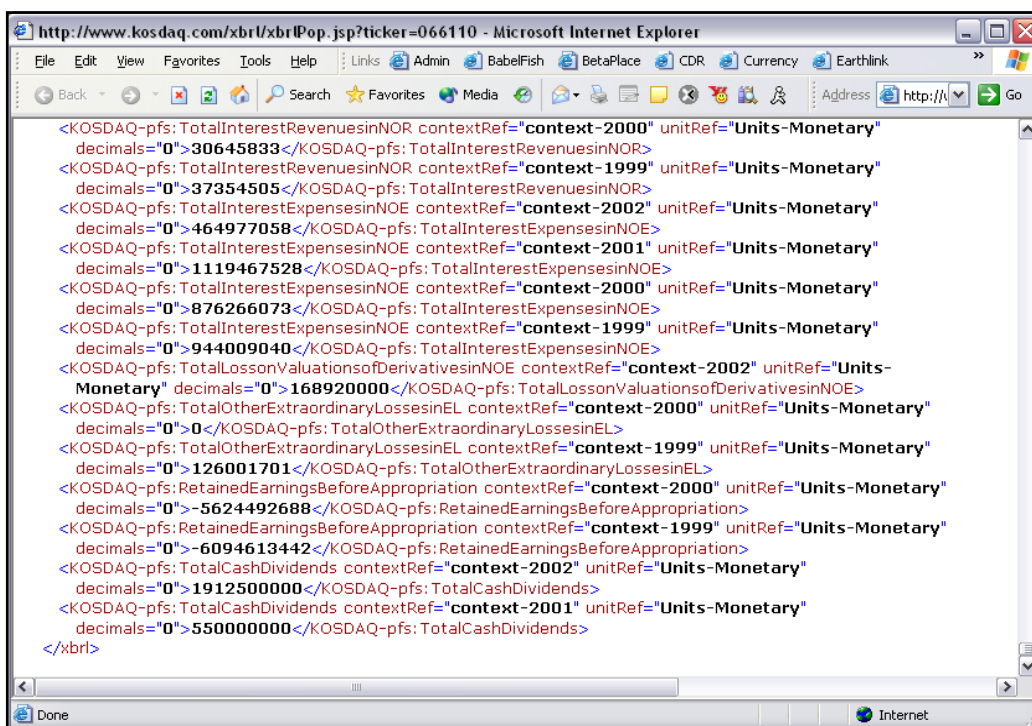 http://www.kosdaq.com/xbrl/xbrlPop.jsp?ticker=066110 - Microsoft Internet Explorer
File Edit View Favorites Tools Help Links Admin BabelFish BetaPlace CDR Currency Earthlink »
Back Search Favorites Media Address http:// Go
<KOSDAQ-pfs:TotalInterestRevenuesinNOR contextRef="context-2000" unitRef="Units-Monetary"
decimals="0">30645833</KOSDAQ-pfs:TotalInterestRevenuesinNOR>
<KOSDAQ-pfs:TotalInterestRevenuesinNOR contextRef="context-1999" unitRef="Units-Monetary"
decimals="0">37354505</KOSDAQ-pfs:TotalInterestRevenuesinNOR>
<KOSDAQ-pfs:TotalInterestExpensesinNOE contextRef="context-2002" unitRef="Units-Monetary"
decimals="0">464977058</KOSDAQ-pfs:TotalInterestExpensesinNOE>
<KOSDAQ-pfs:TotalInterestExpensesinNOE contextRef="context-2001" unitRef="Units-Monetary"
decimals="0">1119467528</KOSDAQ-pfs:TotalInterestExpensesinNOE>
<KOSDAQ-pfs:TotalInterestExpensesinNOE contextRef="context-2000" unitRef="Units-Monetary"
decimals="0">876266073</KOSDAQ-pfs:TotalInterestExpensesinNOE>
<KOSDAQ-pfs:TotalInterestExpensesinNOE contextRef="context-1999" unitRef="Units-Monetary"
decimals="0">944009040</KOSDAQ-pfs:TotalInterestExpensesinNOE>
<KOSDAQ-pfs:TotalLossonValuationsofDerivativesinNOE contextRef="context-2002" unitRef="Units-
Monetary" decimals="0">168920000</KOSDAQ-pfs:TotalLossonValuationsofDerivativesinNOE>
<KOSDAQ-pfs:TotalOtherExtraordinaryLossesinEL contextRef="context-2000" unitRef="Units-Monetary"
decimals="0">0</KOSDAQ-pfs:TotalOtherExtraordinaryLossesinEL>
<KOSDAQ-pfs:TotalOtherExtraordinaryLossesinEL contextRef="context-1999" unitRef="Units-Monetary"
decimals="0">126001701</KOSDAQ-pfs:TotalOtherExtraordinaryLossesinEL>
<KOSDAQ-pfs:RetainedEarningsBeforeAppropriation contextRef="context-2000" unitRef="Units-Monetary"
decimals="0">-5624492688</KOSDAQ-pfs:RetainedEarningsBeforeAppropriation>
<KOSDAQ-pfs:RetainedEarningsBeforeAppropriation contextRef="context-1999" unitRef="Units-Monetary"
decimals="0">-6094613442</KOSDAQ-pfs:RetainedEarningsBeforeAppropriation>
<KOSDAQ-pfs:TotalCashDividends contextRef="context-2002" unitRef="Units-Monetary"
decimals="0">1912500000</KOSDAQ-pfs:TotalCashDividends>
<KOSDAQ-pfs:TotalCashDividends contextRef="context-2001" unitRef="Units-Monetary"
decimals="0">550000000</KOSDAQ-pfs:TotalCashDividends>
</xbrl>
Done Internet